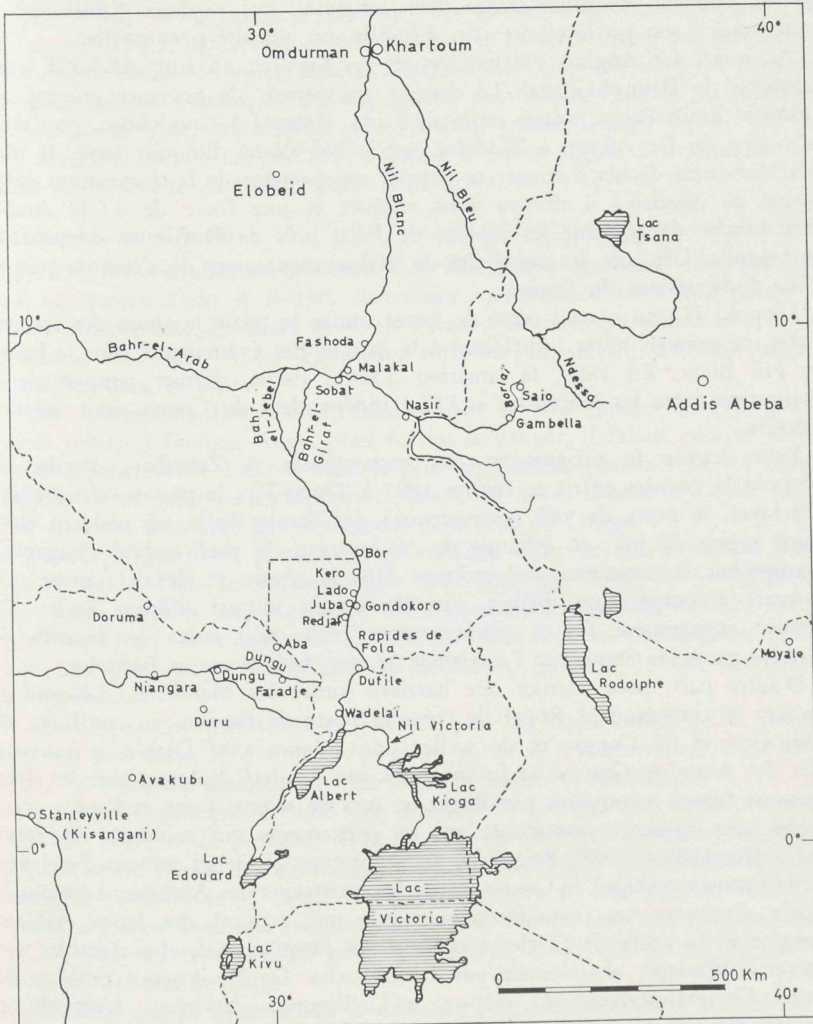 30°
40°
Omdurman
Khartoum
Elobeid
Nil Blanc
Nil Bleu
Lac
Tsana
10°
10°
Bahr-el-Arab
Fashoda
Malakal
Sobat
Bahr-
el-Jebel
Bahr-el-
Girat
Nasir
Baror
Saio
Gambella
Ndessa
Addis Abeba
Bor
Kero
Lado
Juba
Gondokoro
Redjaf
Doruma
Aba
Rapides de
Fola
Dungu
Dungu
Niangara
Faradje
Dufile
Moyale
Lac
Rodolphe
Duru
Wadelaï
Nil Victoria
Avakubi
Lac
Albert
Lac
Kioga
Stanleyville
(Kisangani)
0°
0°
Lac
Edouard
Lac
Victoria
Lac
Kivu
0
500 Km
30°
40°